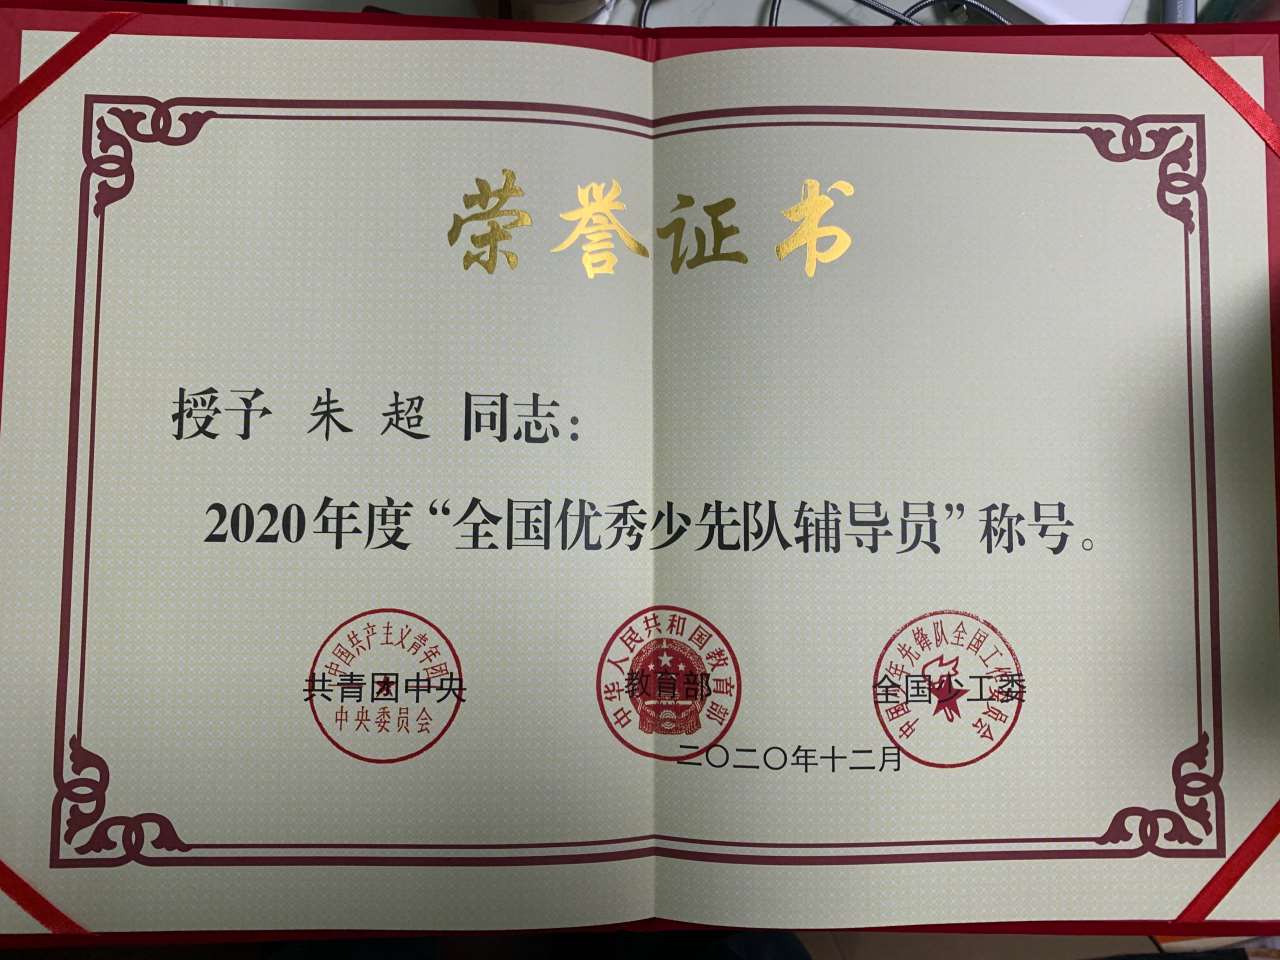 荣誉证书
授予 朱超 同志：
2020年度“全国优秀少先队辅导员”称号。
中国共产主义青年团
中央委员会
共青团中央
中华人民共和国教育部
教育部
中国少年先锋队全国工作委员会
全国少工委
二〇二〇年十二月